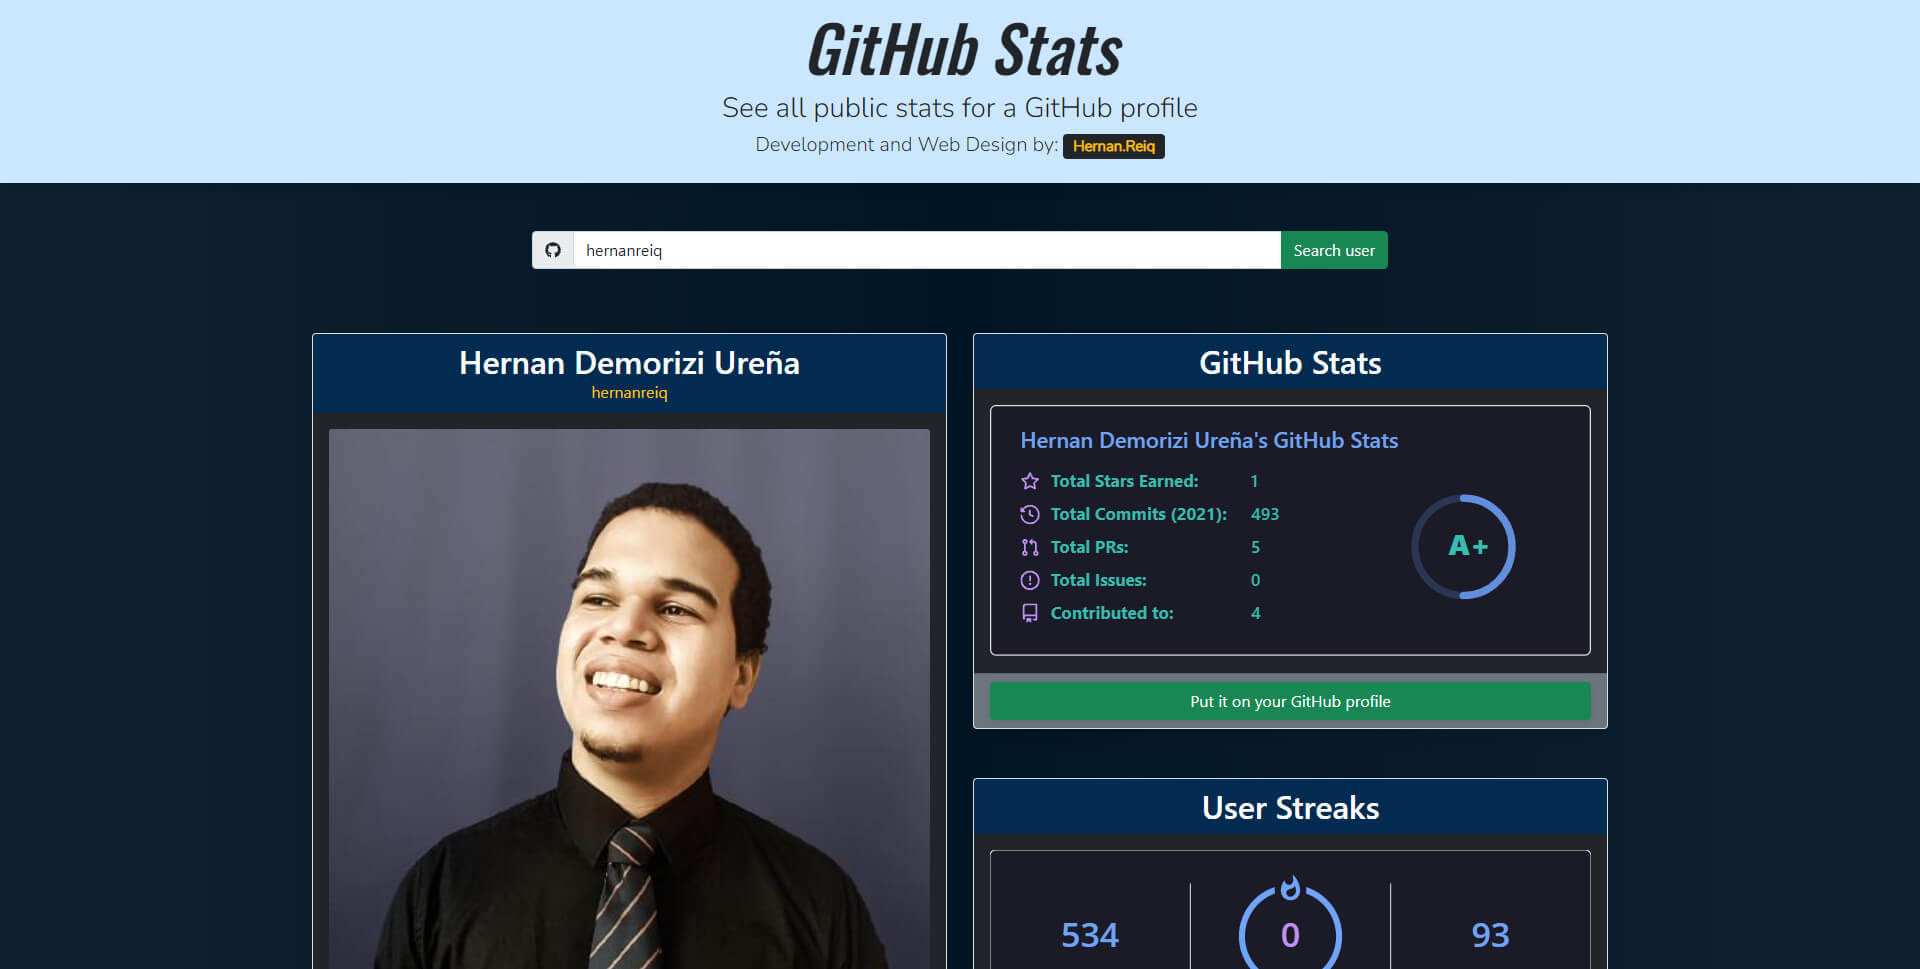 GitHub Stats
See all public stats for a GitHub profile
Development and Web Design by: Hernan.Reiq
hernanreiq Search user
Hernan Demorizi Ureña
hernanreiq
GitHub Stats
Hernan Demorizi Ureña's GitHub Stats
Total Stars Earned: 1
Total Commits (2021): 493
Total PRs: 5
Total Issues: 0
Contributed to: 4
A+
Put it on your GitHub profile
User Streaks
534 0 93